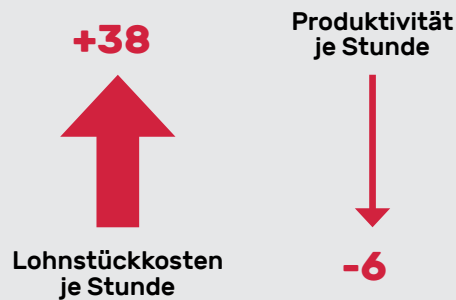 +38
Lohnstückkosten
je Stunde
Produktivität
je Stunde
-6